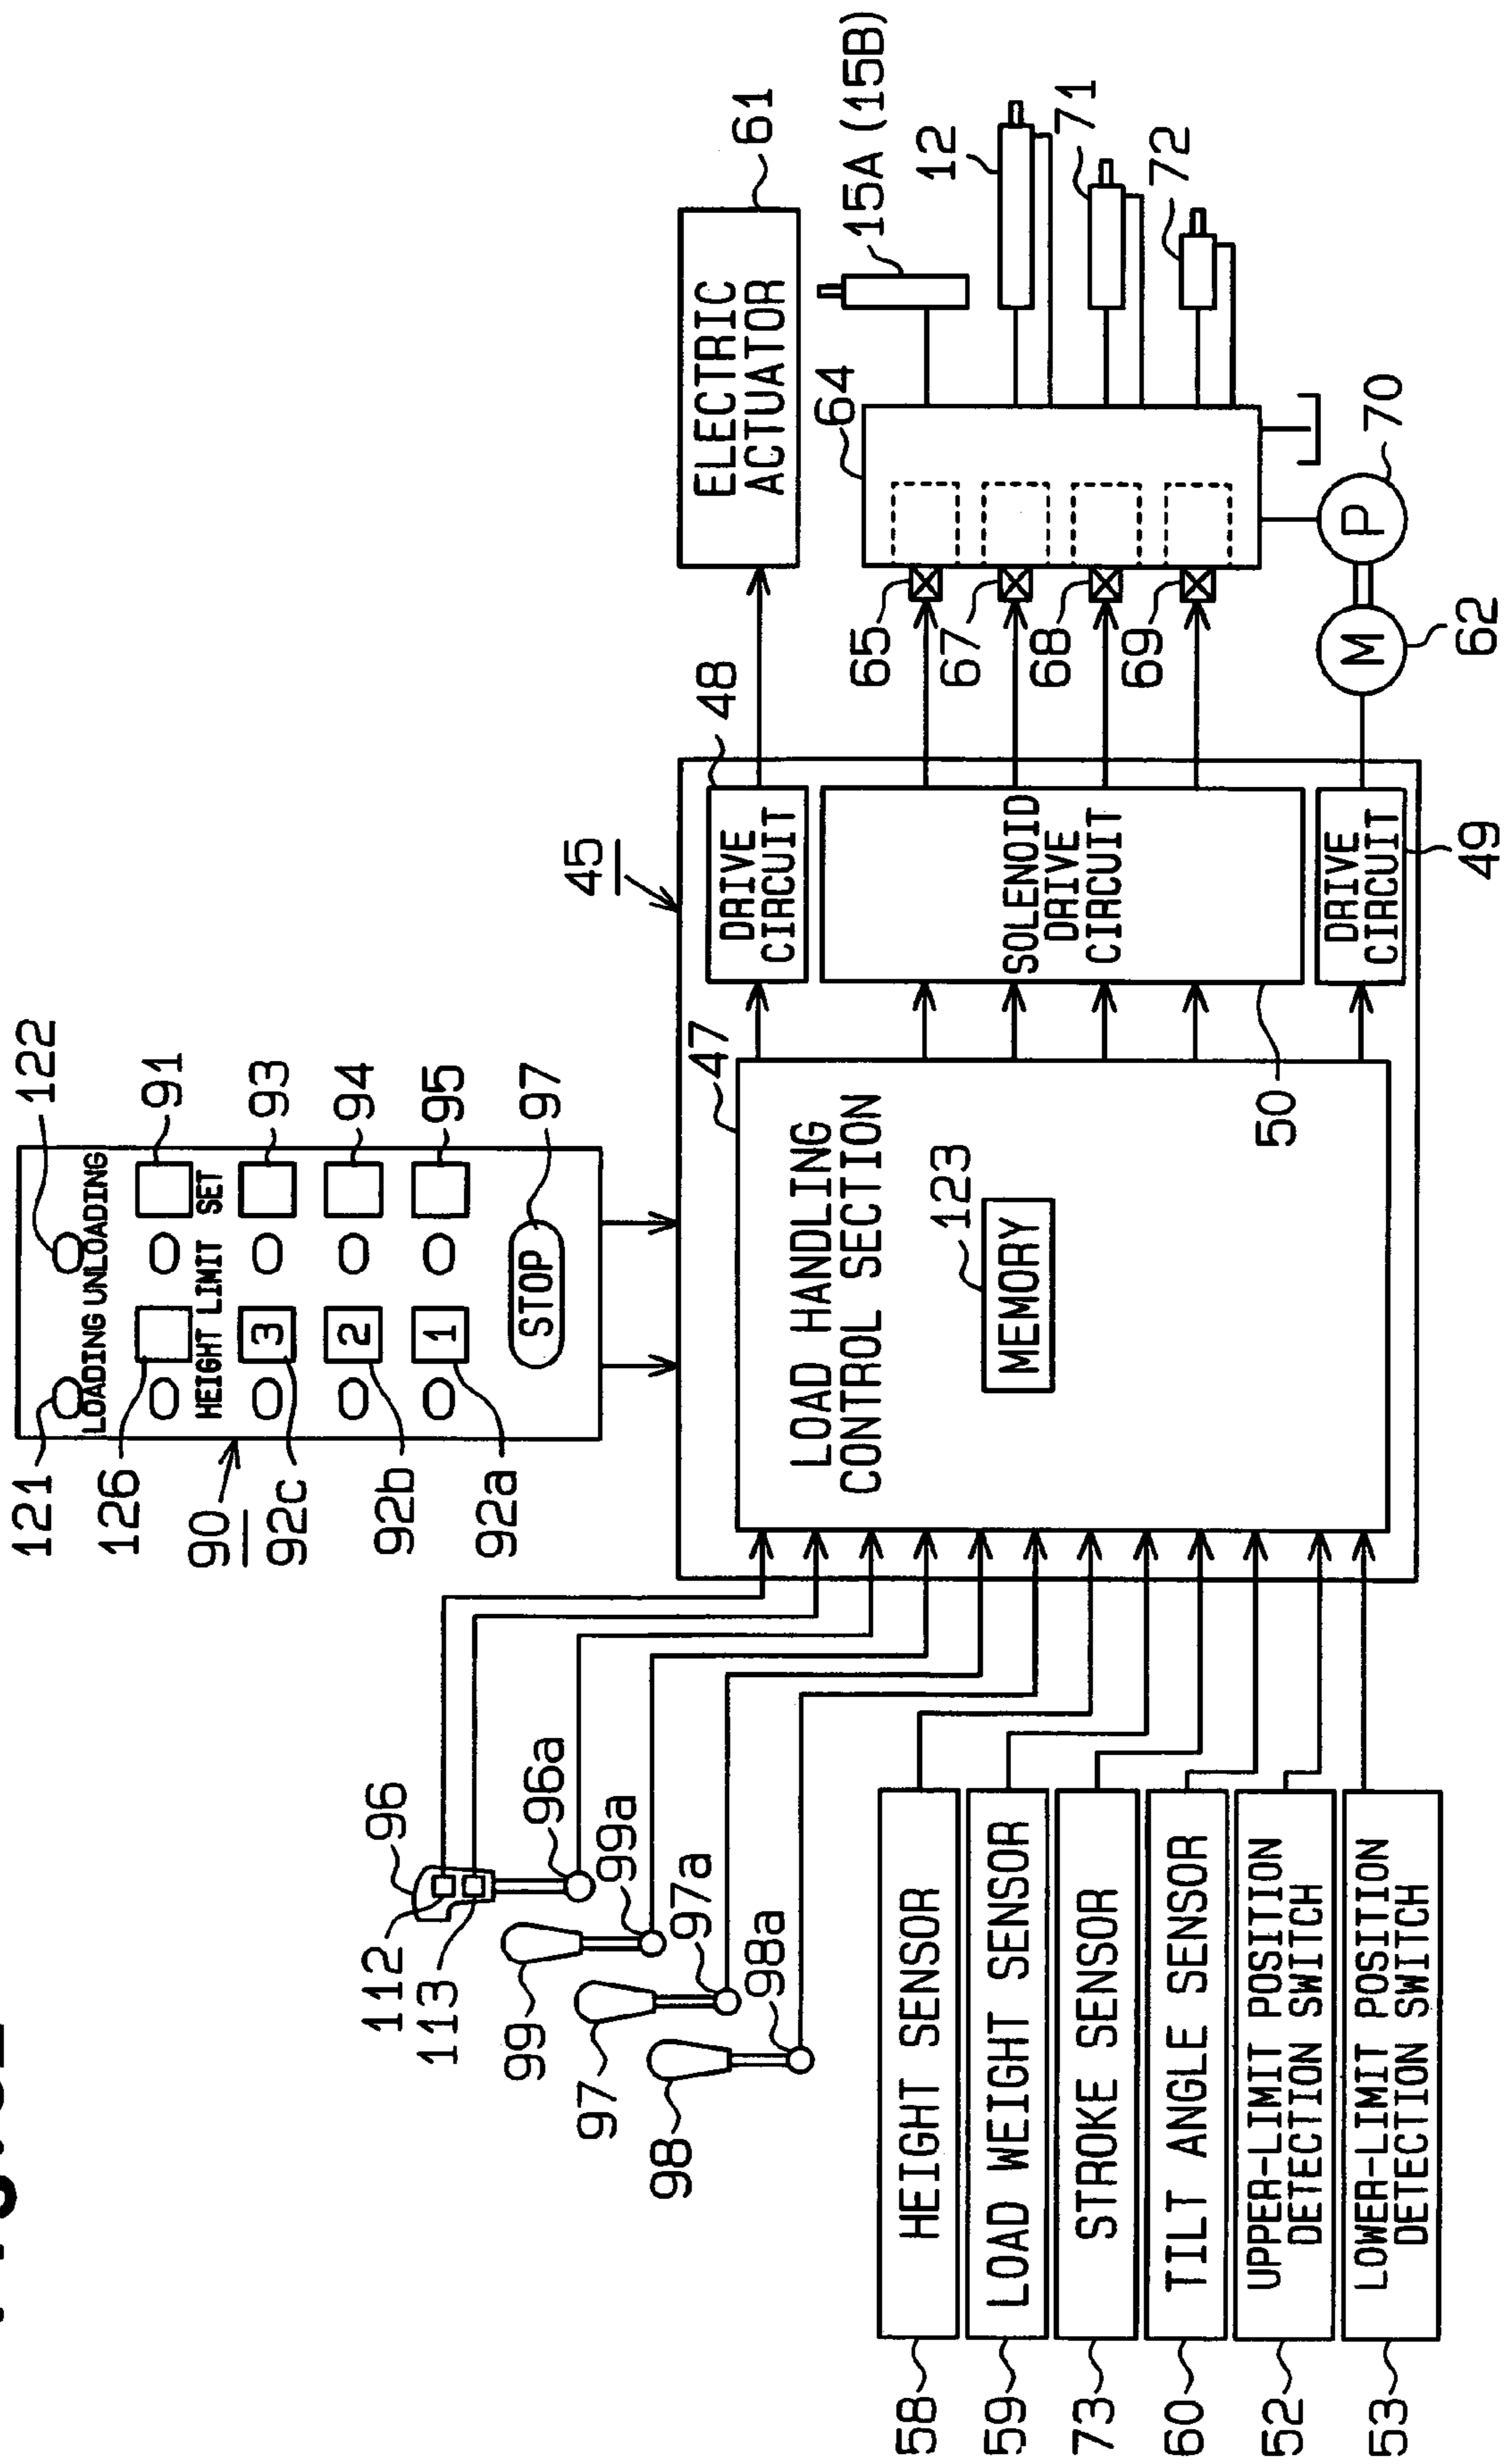 121
122
LOADING UNLOADING
126
91
HEIGHT LIMIT SET
90
92c
3
93
92b
2
94
92a
1
95
STOP
97
96
112
113
96a
99
99a
97
97a
98
98a
45
47
LOAD HANDLING
CONTROL SECTION
123
MEMORY
48
DRIVE
CIRCUIT
SOLENOID
DRIVE
CIRCUIT
50
DRIVE
CIRCUIT
49
61
ELECTRIC
ACTUATOR
15A (15B)
64
12
71
72
65
67
68
69
M
62
P
70
58
HEIGHT SENSOR
59
LOAD WEIGHT SENSOR
73
STROKE SENSOR
60
TILT ANGLE SENSOR
52
UPPER-LIMIT POSITION
DETECTION SWITCH
53
LOWER-LIMIT POSITION
DETECTION SWITCH